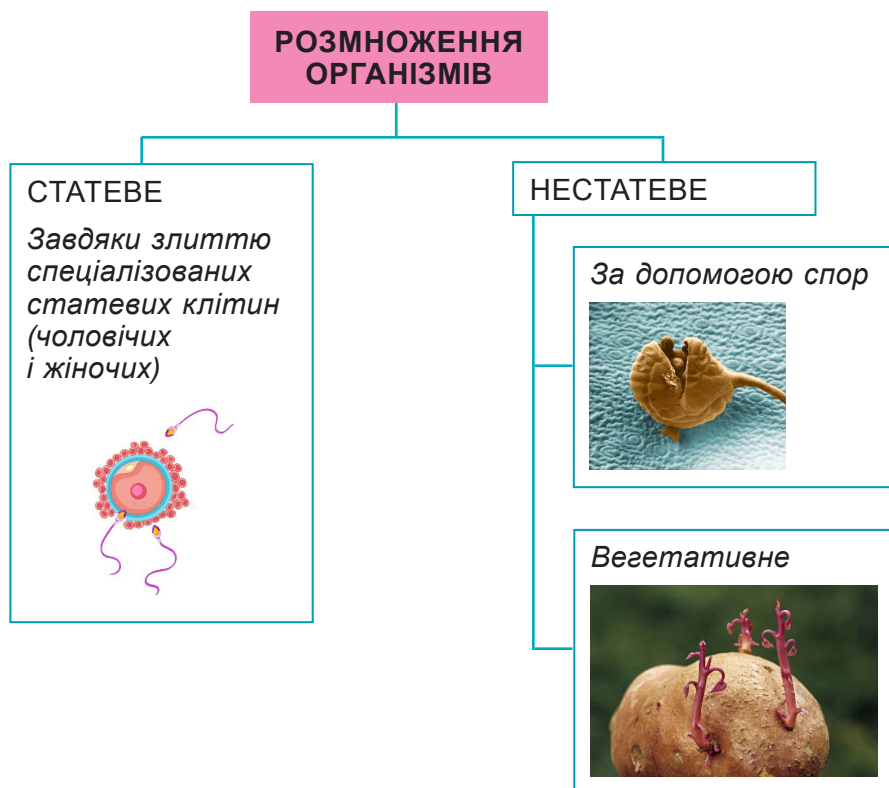 РОЗМНОЖЕННЯ
ОРГАНІЗМІВ
СТАТЕВЕ
Завдяки злиттю
спеціалізованих
статевих клітин
(чоловічих
і жіночих)
НЕСТАТЕВЕ
За допомогою спор
Вегетативне